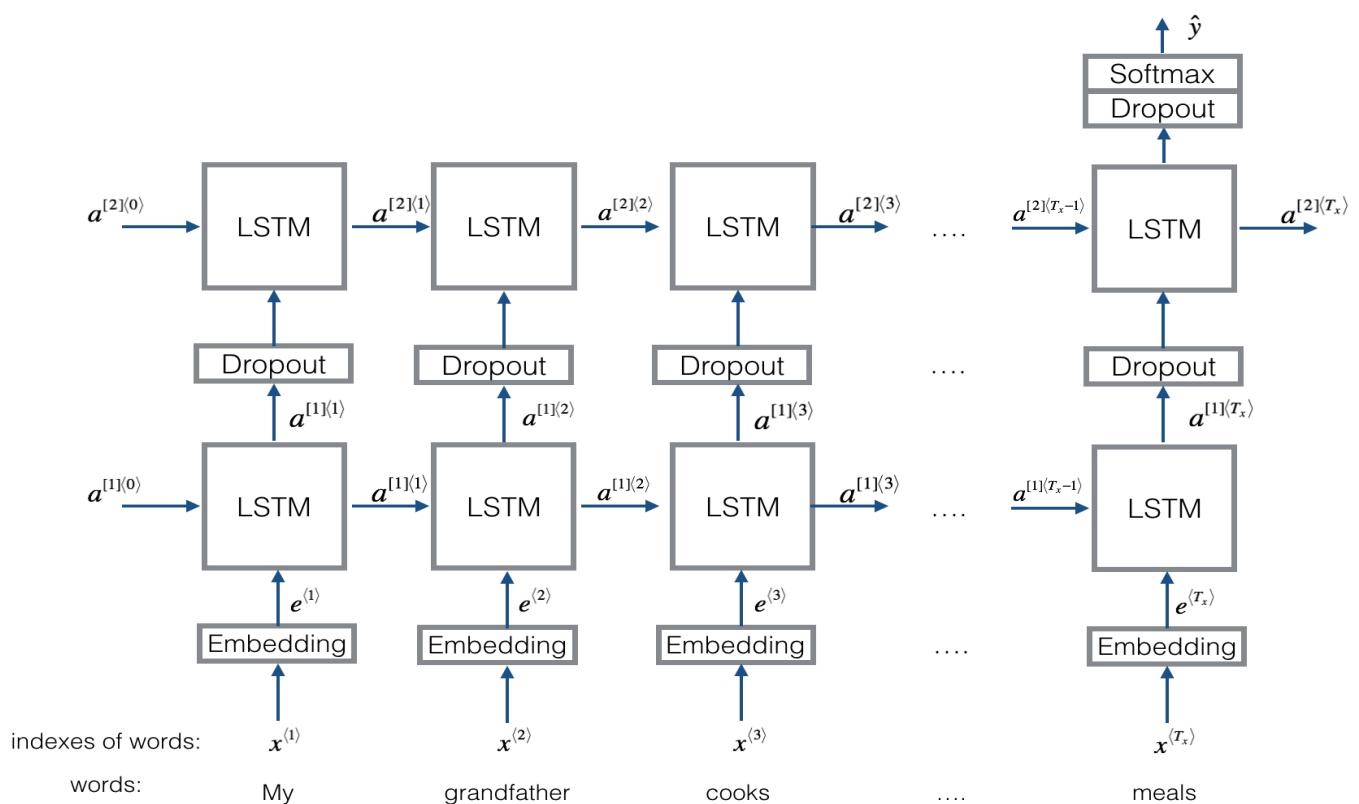 ŷ
Softmax
Dropout
a[2]⟨0⟩ LSTM a[2]⟨1⟩ LSTM a[2]⟨2⟩ LSTM a[2]⟨3⟩ .... a[2]⟨Tx−1⟩ LSTM a[2]⟨Tx⟩
Dropout Dropout Dropout .... Dropout
a[1]⟨1⟩ a[1]⟨2⟩ a[1]⟨3⟩ a[1]⟨Tx⟩
a[1]⟨0⟩ LSTM a[1]⟨1⟩ LSTM a[1]⟨2⟩ LSTM a[1]⟨3⟩ .... a[1]⟨Tx−1⟩ LSTM
e⟨1⟩ e⟨2⟩ e⟨3⟩ e⟨Tx⟩
Embedding Embedding Embedding .... Embedding
indexes of words: x⟨1⟩ x⟨2⟩ x⟨3⟩ x⟨Tx⟩
words: My grandfather cooks .... meals